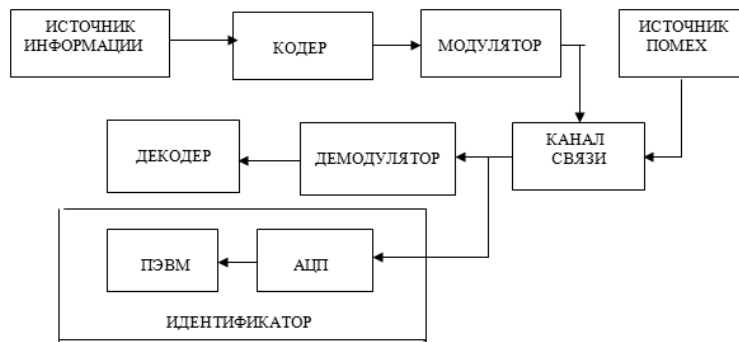 ИСТОЧНИК
ИНФОРМАЦИИ
КОДЕР
МОДУЛЯТОР
ИСТОЧНИК
ПОМЕХ
ДЕКОДЕР
ДЕМОДУЛЯТОР
КАНАЛ
СВЯЗИ
ПЭВМ
АЦП
ИДЕНТИФИКАТОР